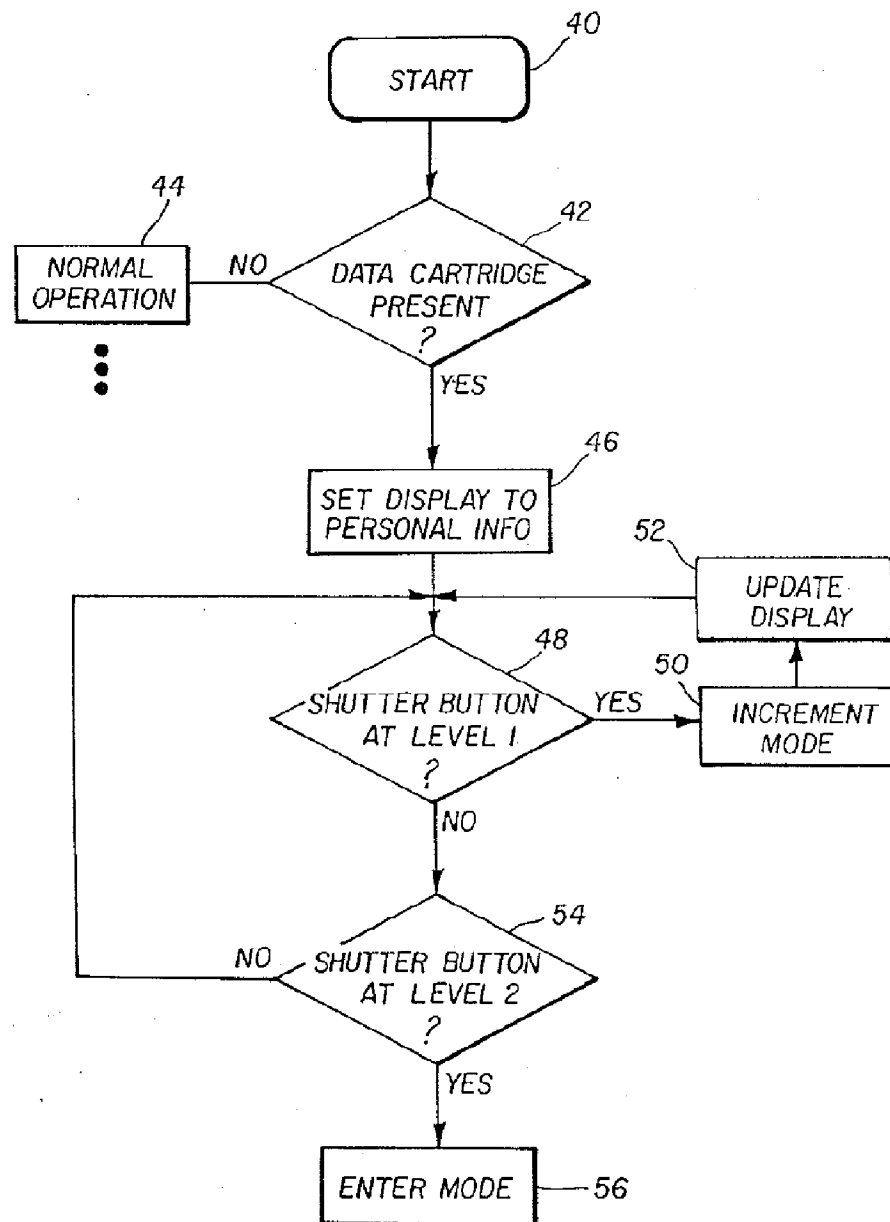 40
START
44
42
NORMAL
OPERATION
NO
DATA CARTRIDGE
PRESENT
?
YES
46
SET DISPLAY TO
PERSONAL INFO
52
UPDATE
DISPLAY
48
50
SHUTTER BUTTON
AT LEVEL 1
?
YES
INCREMENT
MODE
NO
54
NO
SHUTTER BUTTON
AT LEVEL 2
?
YES
ENTER MODE
56